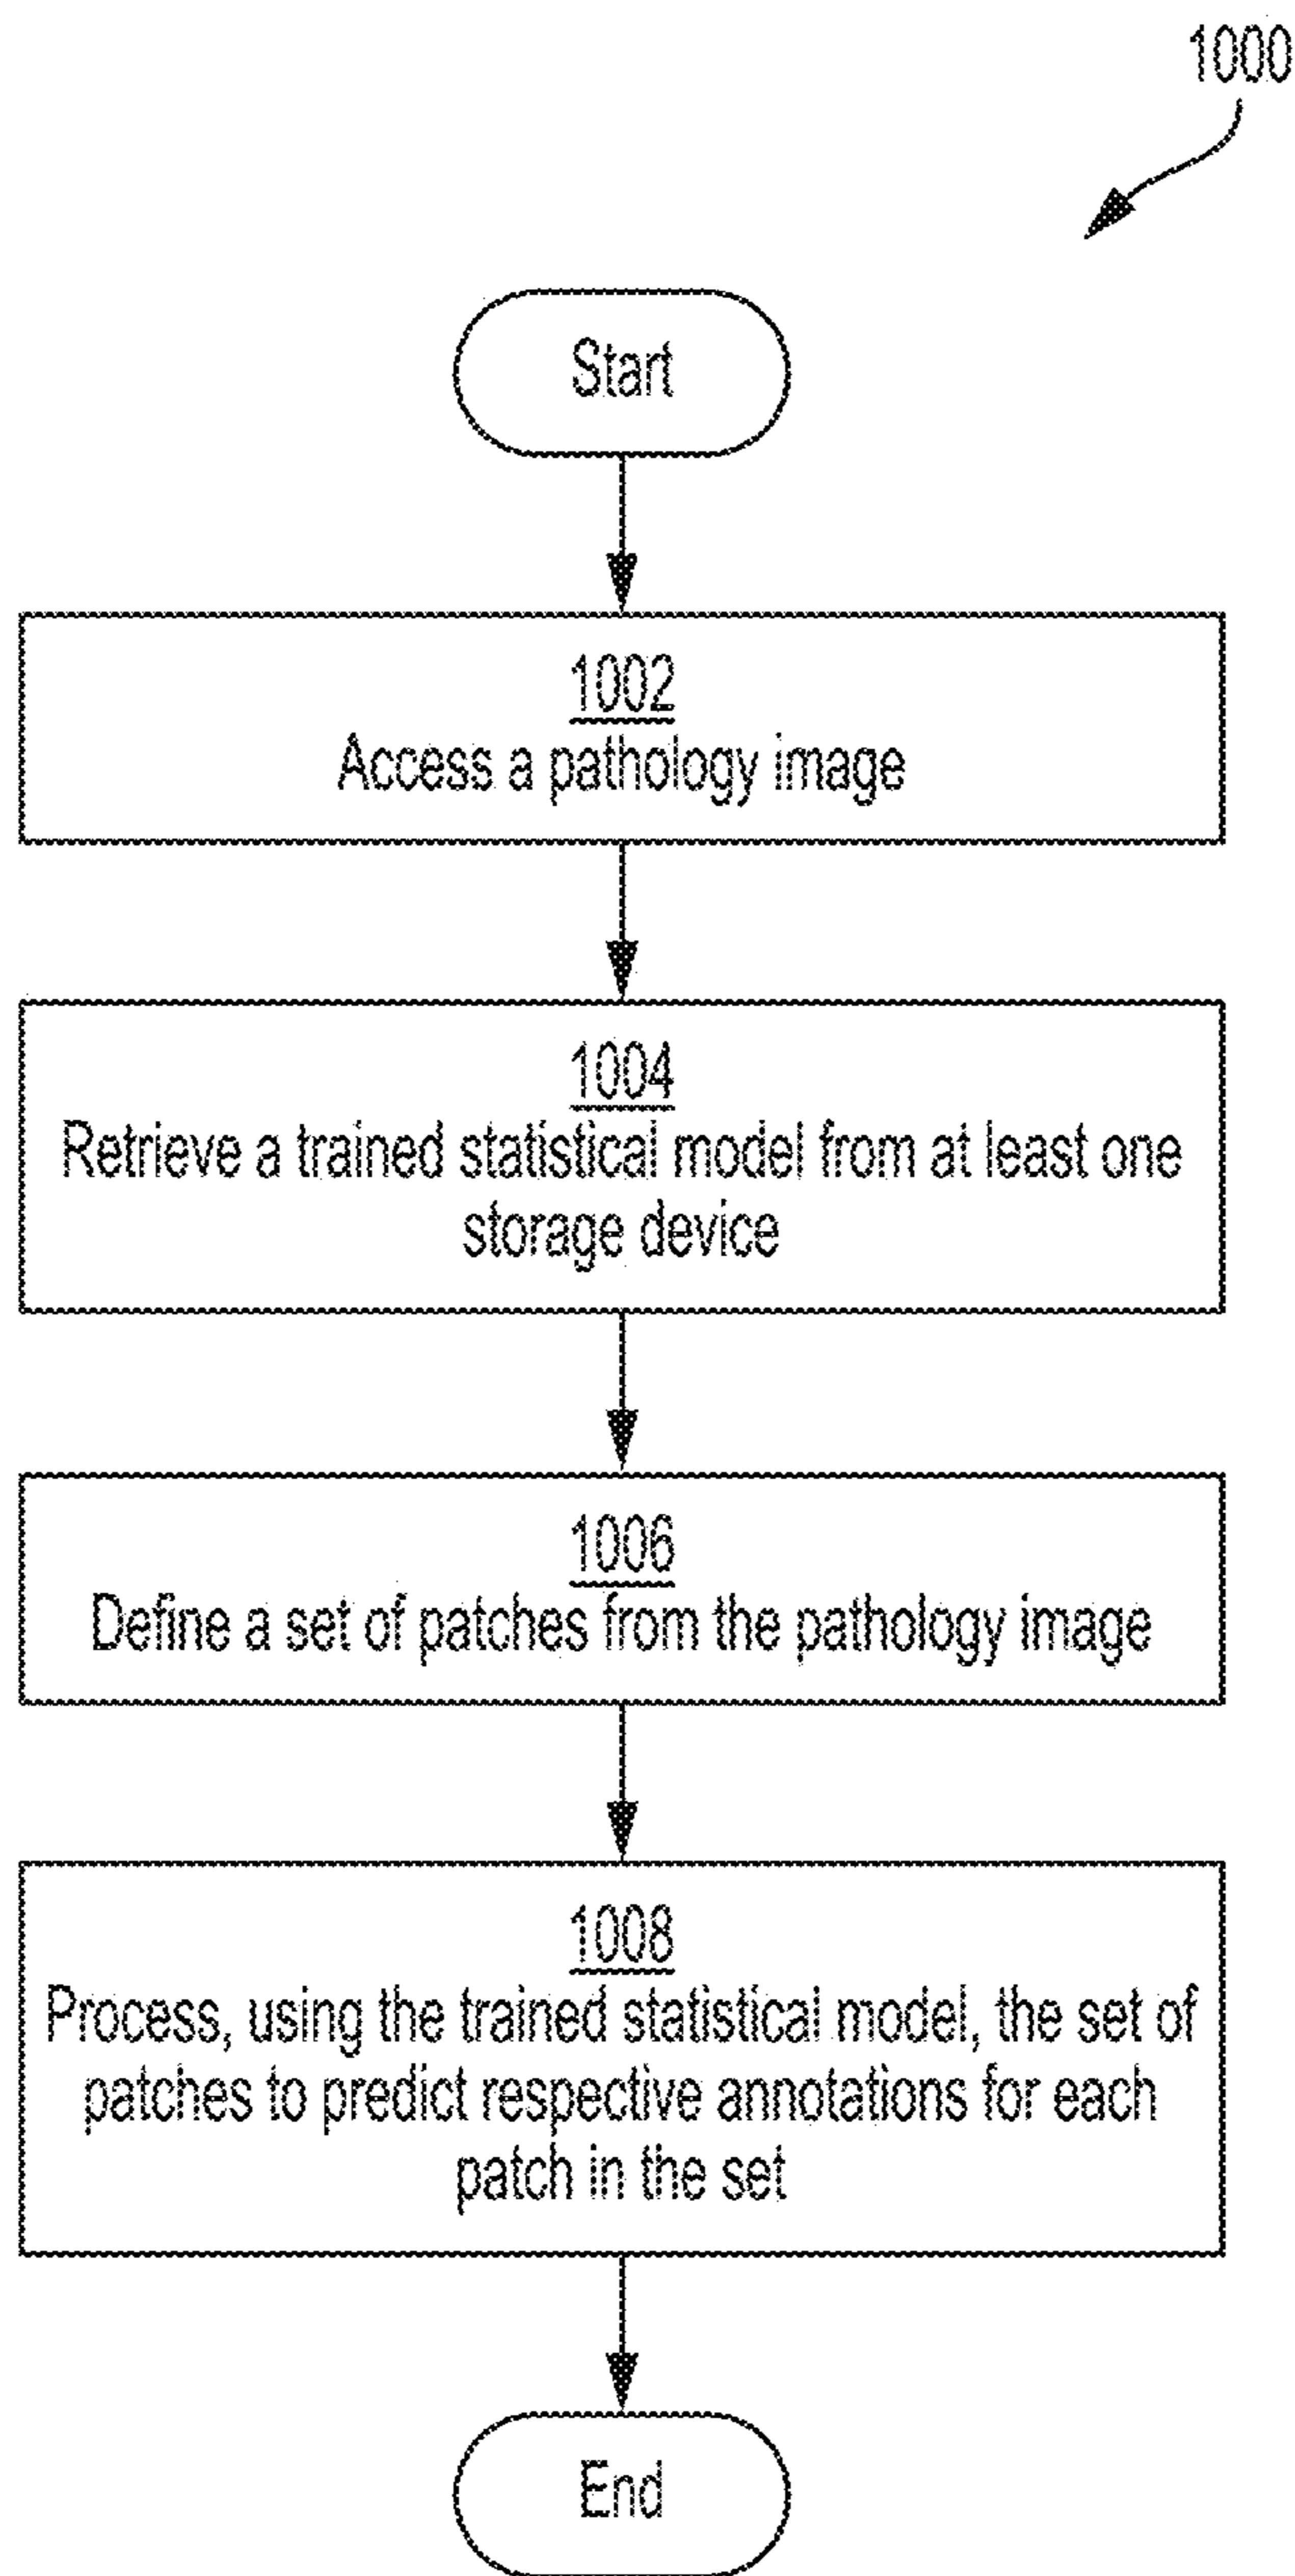 1000
Start
1002
Access a pathology image
1004
Retrieve a trained statistical model from at least one
storage device
1006
Define a set of patches from the pathology image
1008
Process, using the trained statistical model, the set of
patches to predict respective annotations for each
patch in the set
End